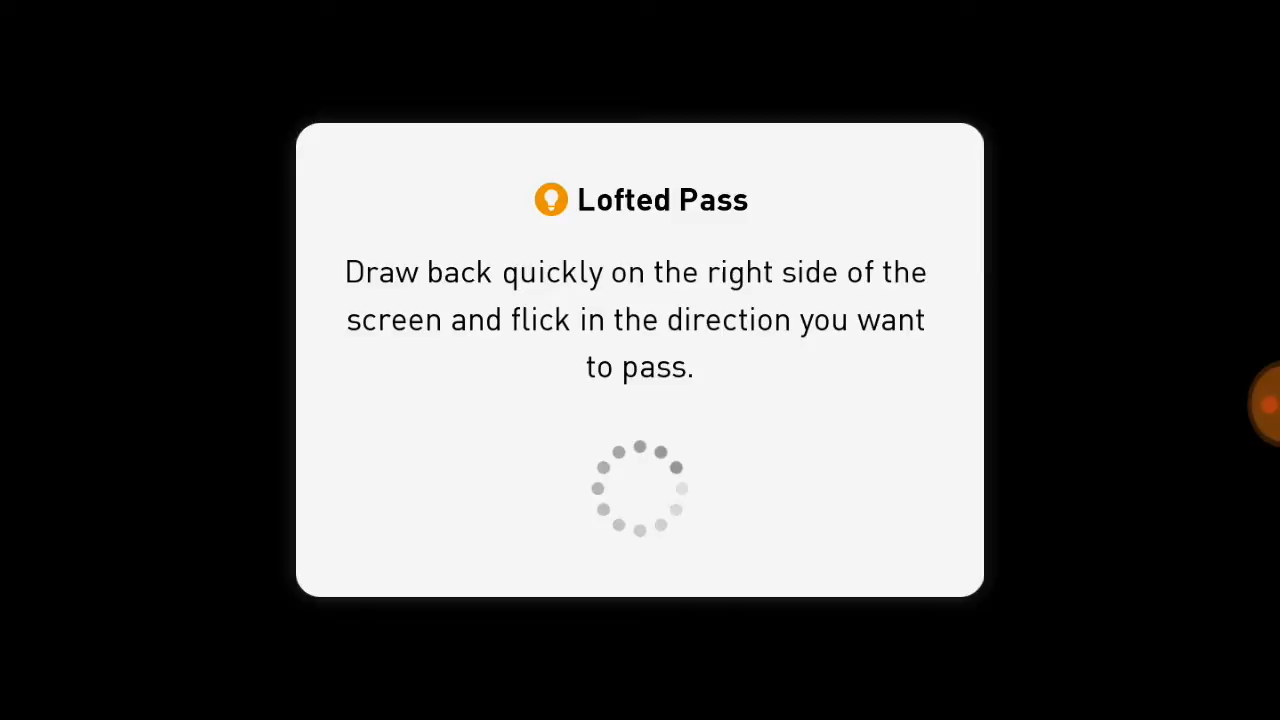 Lofted Pass
Draw back quickly on the right side of the
screen and flick in the direction you want
to pass.